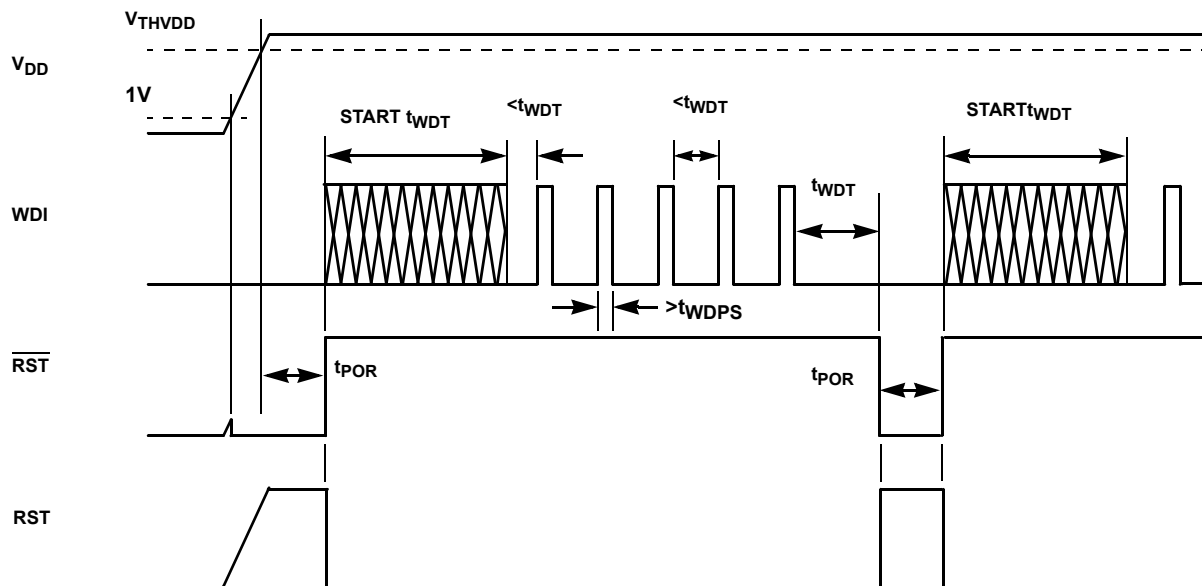 VTHVDD
VDD
1V
START tWDT
<tWDT
<tWDT
STARTtWDT
tWDT
WDI
>tWDPS
RST
tPOR
tPOR
RST